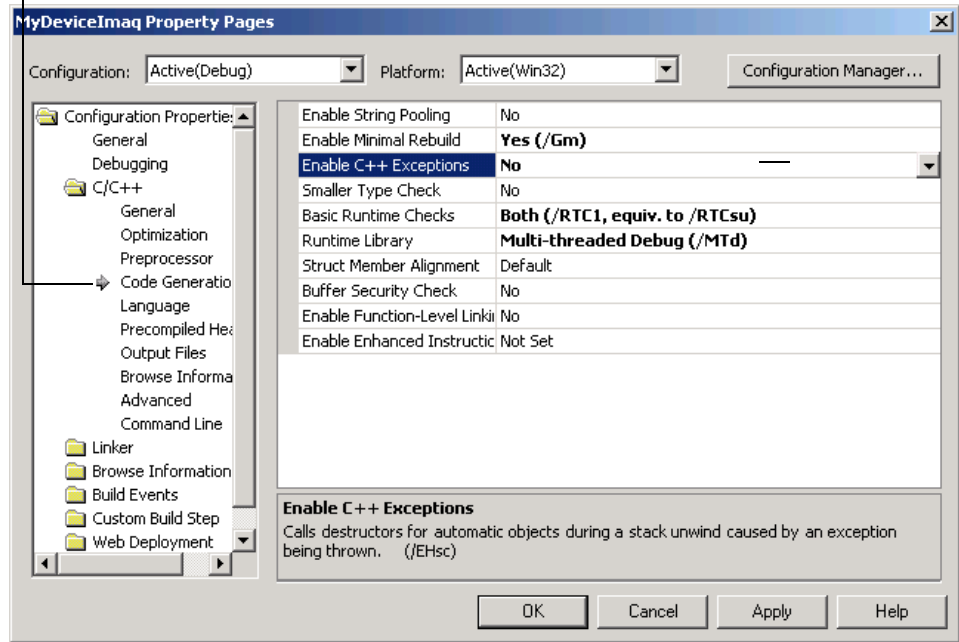 MyDeviceImaq Property Pages
Configuration: Active(Debug) Platform: Active(Win32) Configuration Manager...
Configuration Propertie:
General
Debugging
C/C++
General
Optimization
Preprocessor
Code Generatio
Language
Precompiled Hea
Output Files
Browse Informa
Advanced
Command Line
Linker
Browse Information
Build Events
Custom Build Step
Web Deployment
Enable String Pooling No
Enable Minimal Rebuild Yes (/Gm)
Enable C++ Exceptions No
Smaller Type Check No
Basic Runtime Checks Both (/RTC1, equiv. to /RTCsu)
Runtime Library Multi-threaded Debug (/MTd)
Struct Member Alignment Default
Buffer Security Check No
Enable Function-Level Linkin No
Enable Enhanced Instructic Not Set
Enable C++ Exceptions
Calls destructors for automatic objects during a stack unwind caused by an exception
being thrown. (/EHsc)
OK Cancel Apply Help